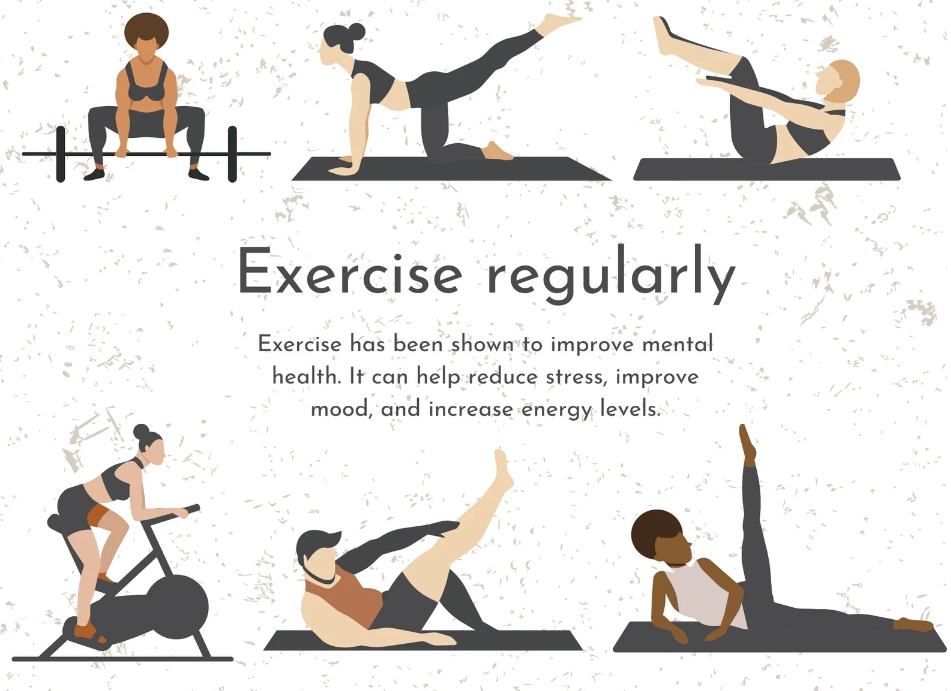 Exercise regularly
Exercise has been shown to improve mental
health. It can help reduce stress, improve
mood, and increase energy levels.